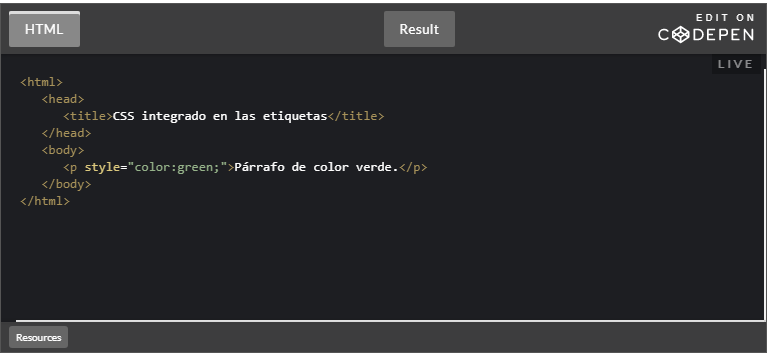 HTML
Result
EDIT ON
CODEPEN
LIVE
<html>
<head>
<title>CSS integrado en las etiquetas</title>
</head>
<body>
<p style="color:green;">Párrafo de color verde.</p>
</body>
</html>
Resources